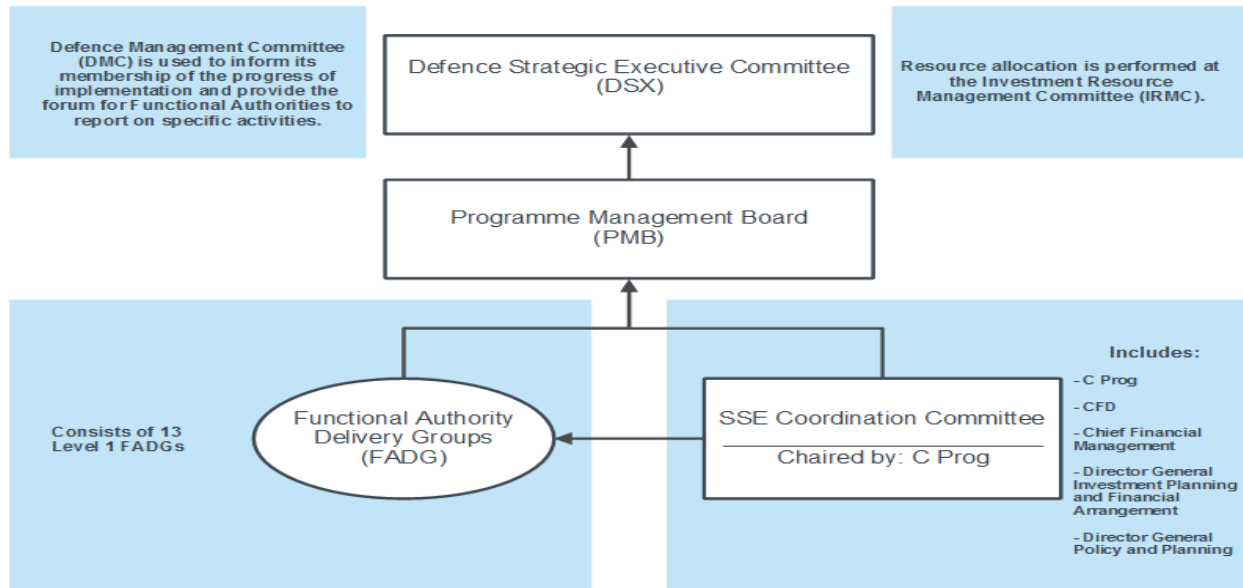 Defence Management Committee
(DMC) is used to inform its
membership of the progress of
implementation and provide the
forum for Functional Authorities to
report on specific activities.
Defence Strategic Executive Committee
(DSX)
Resource allocation is performed at
the Investment Resource
Management Committee (IRMC).
Programme Management Board
(PMB)
Consists of 13
Level 1 FADGs
Functional Authority
Delivery Groups
(FADG)
SSE Coordination Committee
Chaired by: C Prog
Includes:
- C Prog
- CFD
- Chief Financial
Management
- Director General
Investment Planning
and Financial
Arrangement
- Director General
Policy and Planning